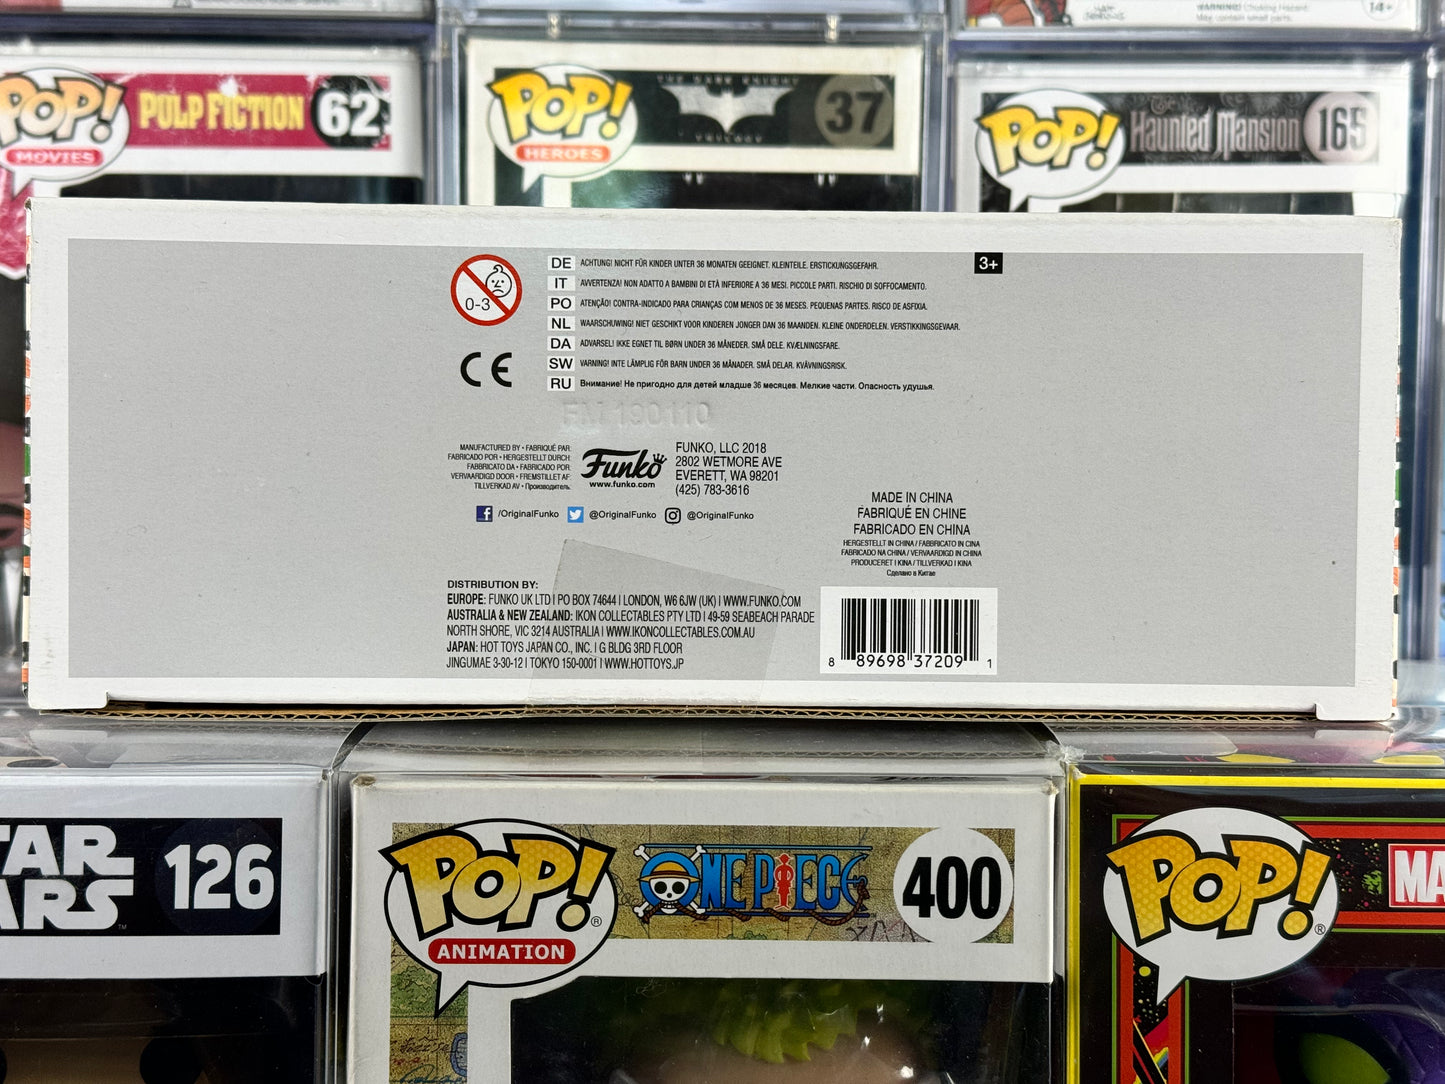 WARNING: Choking Hazard
May contain small parts.
14+
POP!
MOVIES
PULP FICTION
62
POP!
HEROES
THE DARK KNIGHT
TRILOGY
37
POP!
The Haunted Mansion
165
0-3
DE ACHTUNG! NICHT FÜR KINDER UNTER 36 MONATEN GEEIGNET. KLEINTEILE. ERSTICKUNGSGEFAHR.
3+
IT AVVERTENZA! NON ADATTO A BAMBINI DI ETÀ INFERIORE A 36 MESI. PICCOLE PARTI. RISCHIO DI SOFFOCAMENTO.
PO ATENÇÃO! CONTRA-INDICADO PARA CRIANÇAS COM MENOS DE 36 MESES. PEQUENAS PARTES. RISCO DE ASFIXIA.
NL WAARSCHUWING! NIET GESCHIKT VOOR KINDEREN JONGER DAN 36 MAANDEN. KLEINE ONDERDELEN. VERSTIKKINGSGEVAAR.
DA ADVARSEL! IKKE EGNET TIL BØRN UNDER 36 MÅNEDER. SMÅ DELE. KVÆLNINGSFARE.
SW VARNING! INTE LÄMPLIG FÖR BARN UNDER 36 MÅNADER. SMÅ DELAR. KVÄVNINGSRISK.
RU Внимание! Не пригодно для детей младше 36 месяцев. Мелкие части. Опасность удушья.
CE
FM 190110
MANUFACTURED BY • FABRIQUÉ PAR
FABRICADO POR • HERGESTELLT DURCH:
FABBRICATO DA • FABRICADO POR:
VERVAARDIGD DOOR • FREMSTILLET AF:
TILLVERKAD AV • Производитель:
Funko
www.funko.com
FUNKO, LLC 2018
2802 WETMORE AVE
EVERETT, WA 98201
(425) 783-3616
/OriginalFunko @OriginalFunko @OriginalFunko
MADE IN CHINA
FABRIQUÉ EN CHINE
FABRICADO EN CHINA
HERGESTELLT IN CHINA / FABBRICATO IN CINA
FABRICADO NA CHINA / VERVAARDIGD IN CHINA
PRODUCERET I KINA / TILLVERKAD I KINA
Сделано в Китае
DISTRIBUTION BY:
EUROPE: FUNKO UK LTD | PO BOX 74644 | LONDON, W6 6JW (UK) | WWW.FUNKO.COM
AUSTRALIA & NEW ZEALAND: IKON COLLECTABLES PTY LTD | 49-59 SEABEACH PARADE
NORTH SHORE, VIC 3214 AUSTRALIA | WWW.IKONCOLLECTABLES.COM.AU
JAPAN: HOT TOYS JAPAN CO., INC. | G BLDG 3RD FLOOR
JINGUMAE 3-30-12 | TOKYO 150-0001 | WWW.HOTTOYS.JP
8 89698 37209 1
TAR
ARS
™
126
POP!
®
ANIMATION
ONE PIECE
400
POP!
®
MA